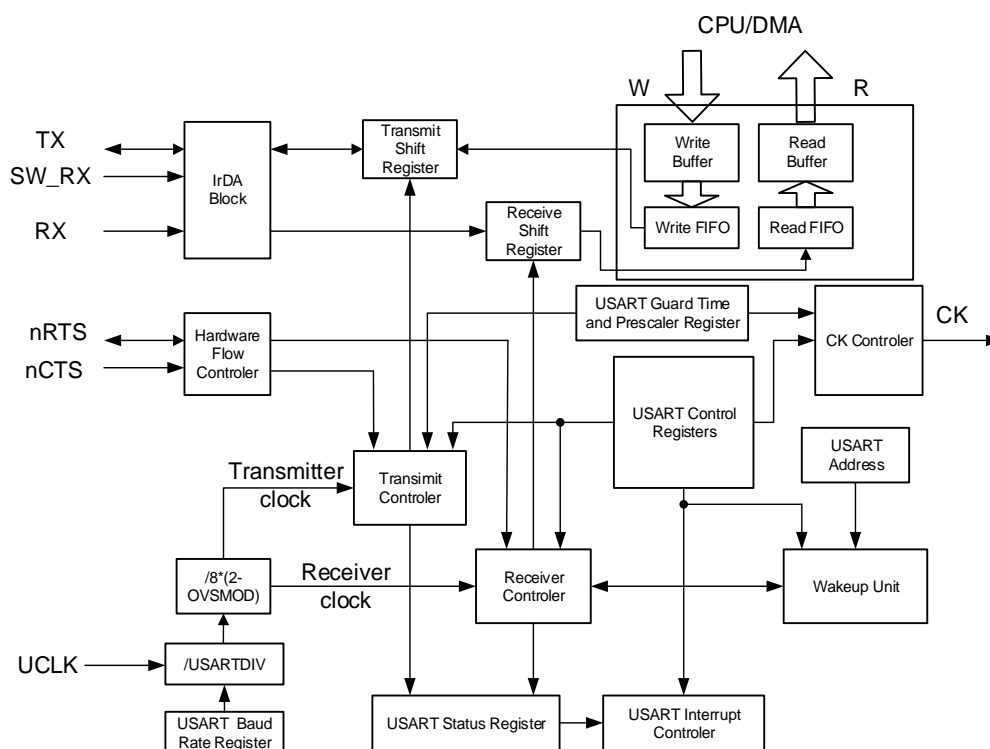 CPU/DMA
W
R
TX
SW_RX
RX
IrDA
Block
Transmit
Shift
Register
Write
Buffer
Read
Buffer
Write FIFO
Read FIFO
Receive
Shift
Register
USART Guard Time
and Prescaler Register
CK Controler
CK
nRTS
nCTS
Hardware
Flow
Controler
USART Control
Registers
USART
Address
Transmitter
clock
Transimit
Controler
/8*(2-
OVSMOD)
Receiver
clock
Receiver
Controler
Wakeup Unit
UCLK
/USARTDIV
USART Baud
Rate Register
USART Status Register
USART Interrupt
Controler